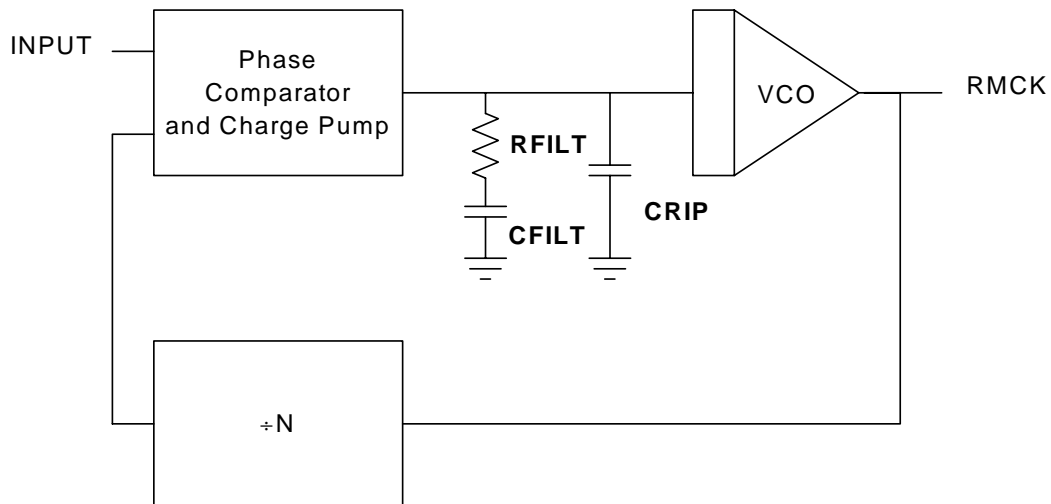 INPUT
Phase
Comparator
and Charge Pump
VCO
RMCK
RFILT
CRIP
CFILT
÷N